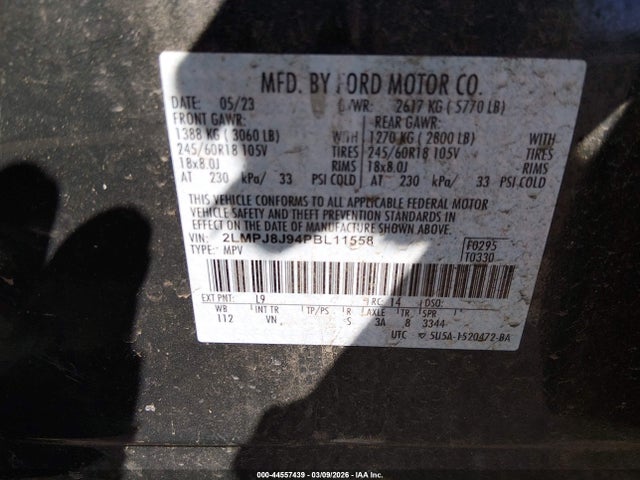 MFD. BY FORD MOTOR CO.
DATE: 05/23 GVWR: 2617 KG ( 5770 LB)
FRONT GAWR: REAR GAWR:
1388 KG ( 3060 LB) WITH 1270 KG ( 2800 LB) WITH
245/60R18 105V TIRES 245/60R18 105V TIRES
18x8.0J RIMS 18x8.0J RIMS
AT 230 kPa/ 33 PSI COLD AT 230 kPa/ 33 PSI COLD
THIS VEHICLE CONFORMS TO ALL APPLICABLE FEDERAL MOTOR
VEHICLE SAFETY AND THEFT PREVENTION STANDARDS IN
EFFECT ON THE DATE OF MANUFACTURE SHOWN ABOVE.
VIN: 2LMPJ8J94PBL11558 F0295
TYPE: MPV T0330
EXT PNT: L9 RC: 14 DSO:
WB INT TR TP/PS R AXLE TR SPR
112 VN S 3A 8 3344
UTC 5U5A-1520472-BA
000-44557439 - 03/09/2026 - IAA Inc.